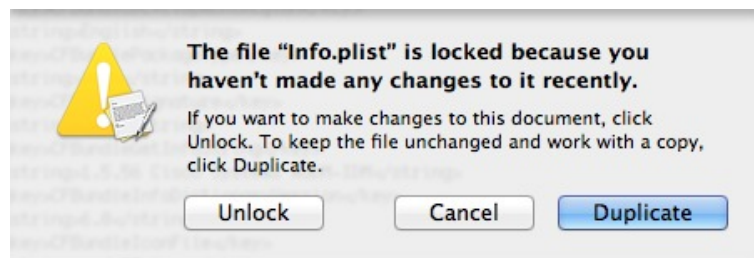 The file “Info.plist” is locked because you
haven't made any changes to it recently.
If you want to make changes to this document, click
Unlock. To keep the file unchanged and work with a copy,
click Duplicate.
Unlock Cancel Duplicate